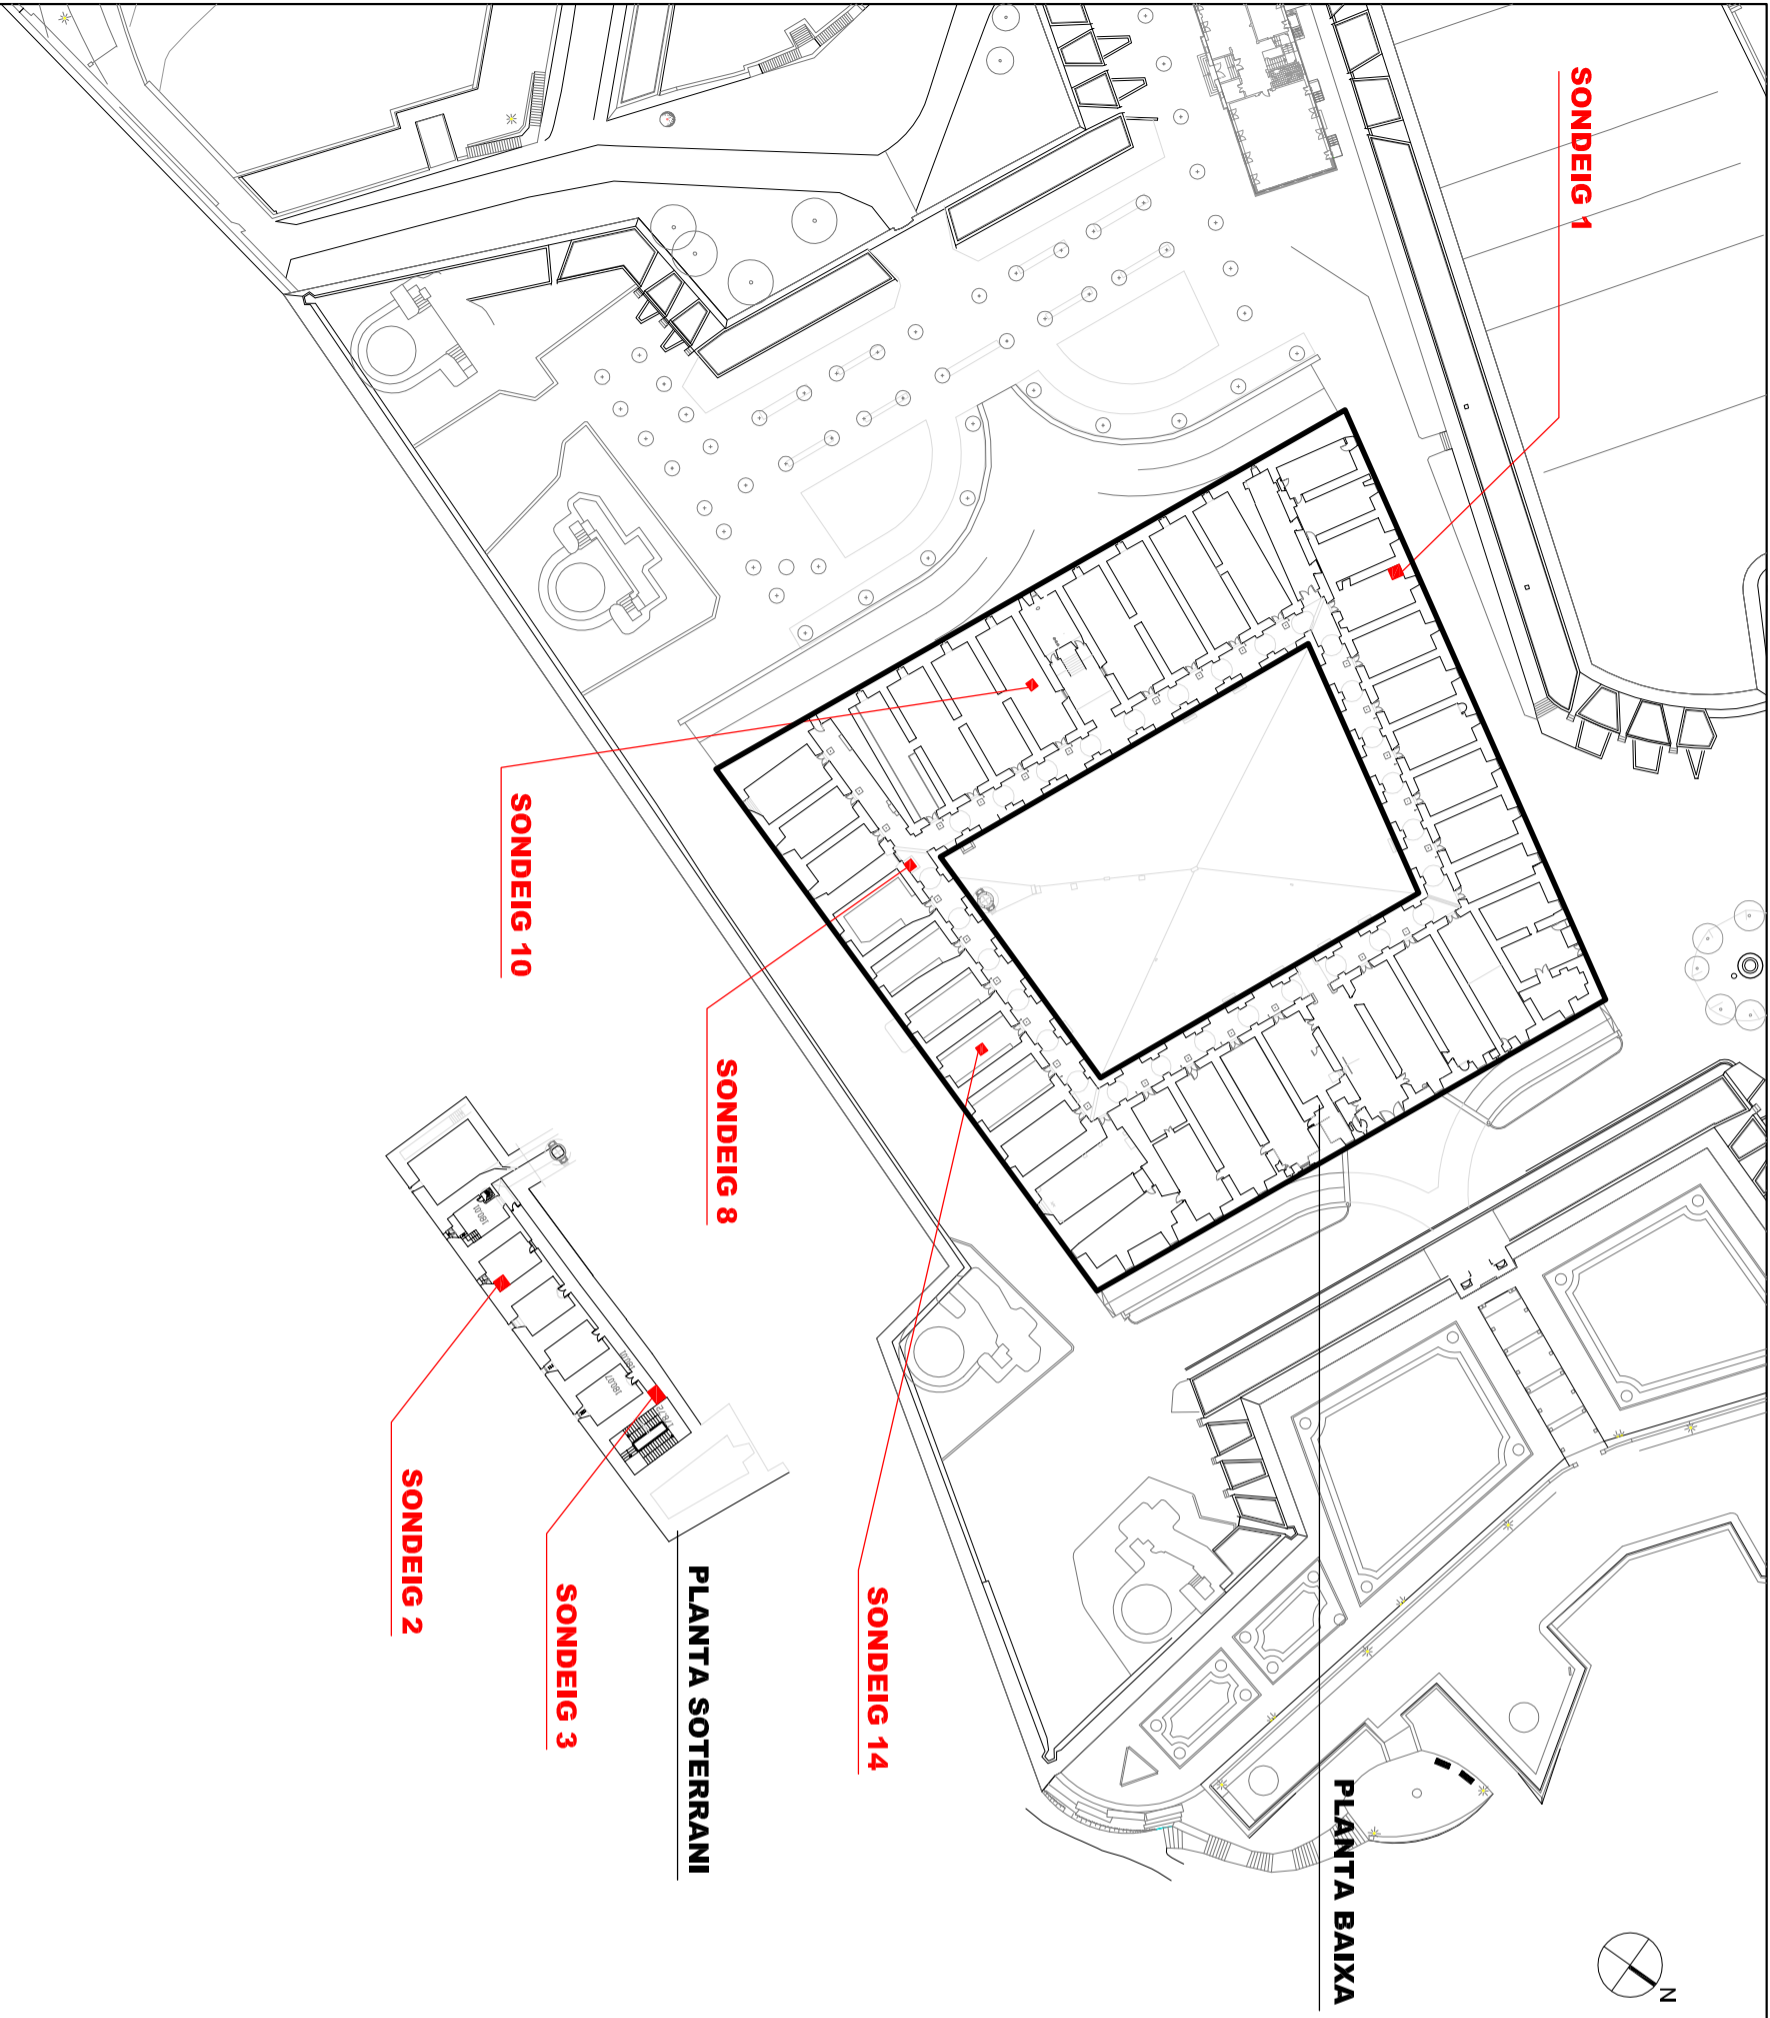 SONDEIG 1
SONDEIG 10
SONDEIG 8
SONDEIG 14
SONDEIG 2
SONDEIG 3
PLANTA SOTERRANI
PLANTA BAIXA
N